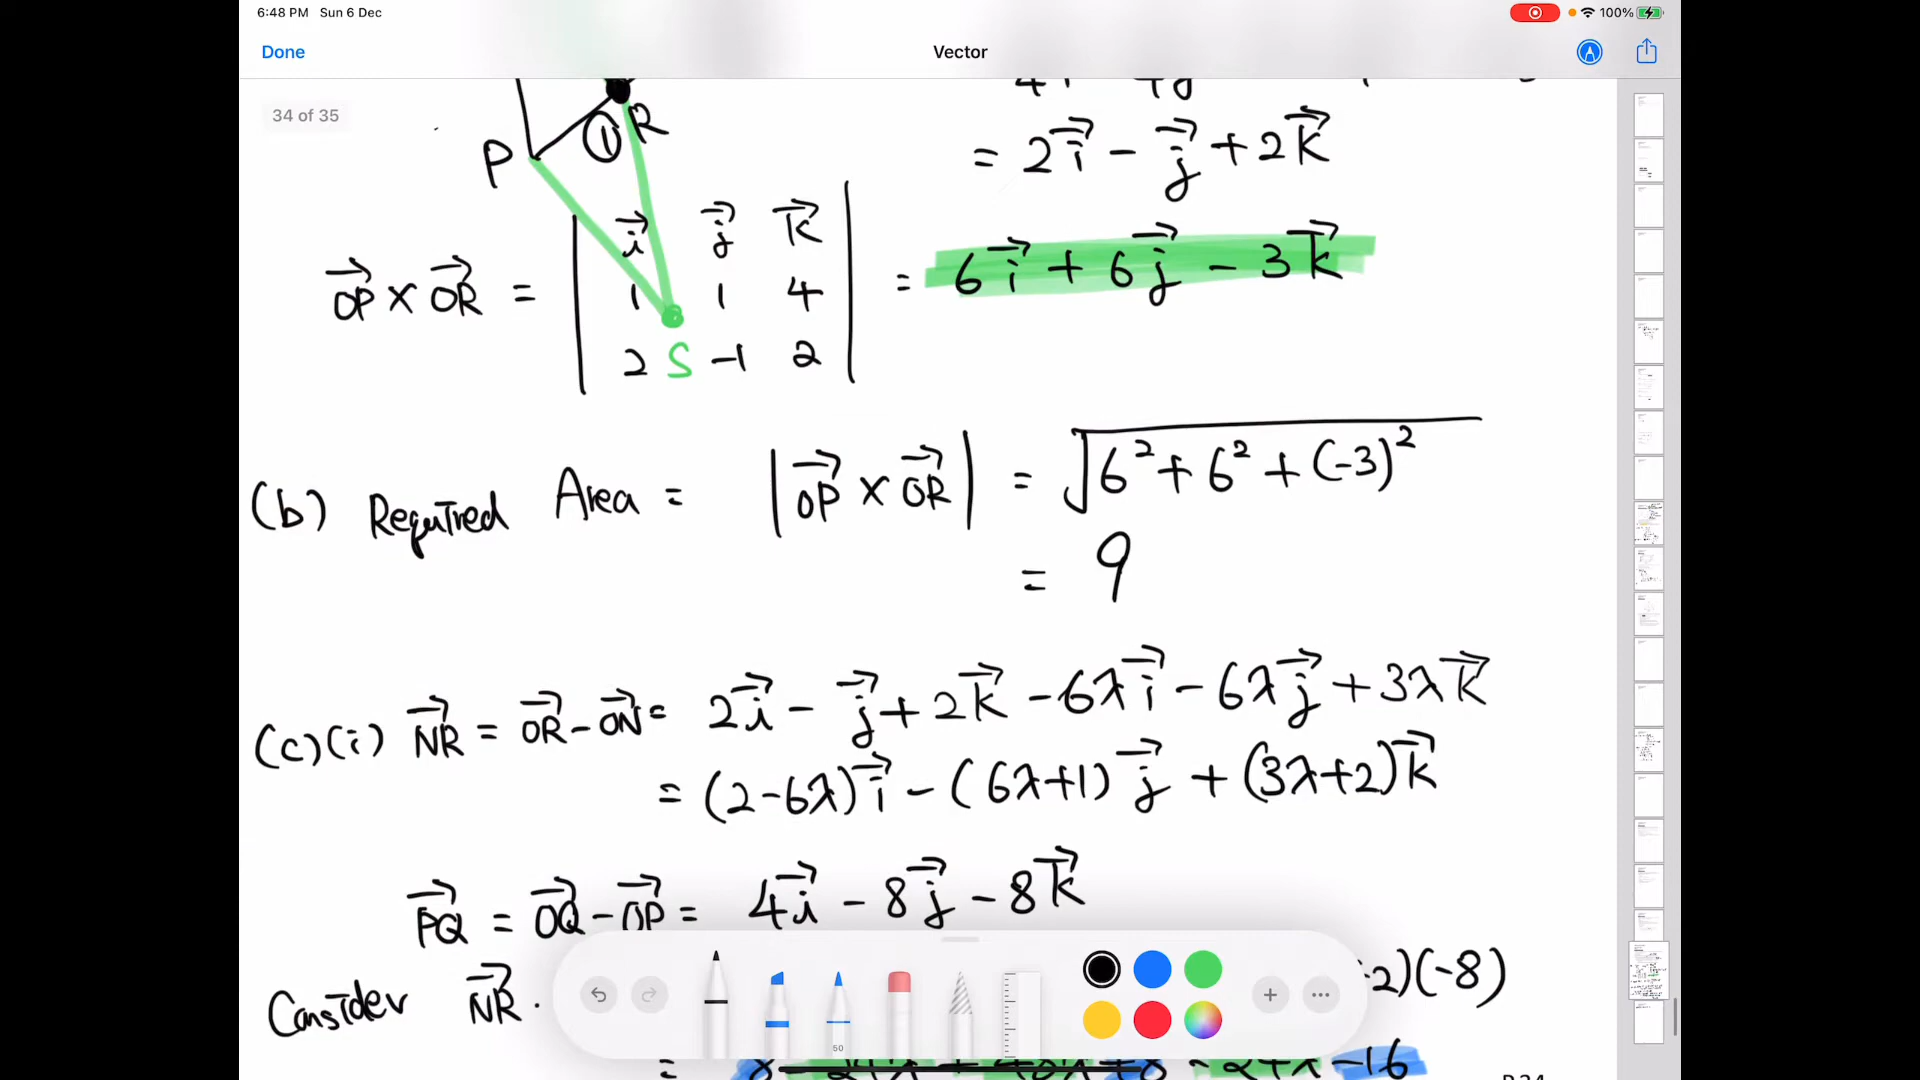 6:48 PM Sun 6 Dec 100%
Done Vector
34 of 35
P ① R
= 2i⃗ - j⃗ + 2k⃗
OP⃗ × OR⃗ = | i⃗ j⃗ k⃗ | = 6i⃗ + 6j⃗ - 3k⃗
1 1 4
2 S -1 2
(b) Required Area = |OP⃗ × OR⃗| = √(6² + 6² + (-3)²)
= 9
(c)(i) NR⃗ = OR⃗ - ON⃗ = 2i⃗ - j⃗ + 2k⃗ - 6λi⃗ - 6λj⃗ + 3λk⃗
= (2-6λ)i⃗ - (6λ+1)j⃗ + (3λ+2)k⃗
PQ⃗ = OQ⃗ - OP⃗ = 4i⃗ - 8j⃗ - 8k⃗
Consider NR⃗ · 2)(-8)
50
= -16